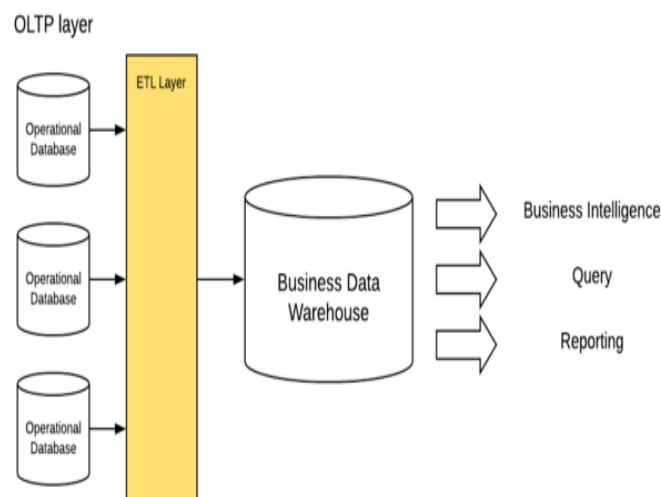 OLTP layer
ETL Layer
Operational
Database
Operational
Database
Operational
Database
Business Data
Warehouse
Business Intelligence
Query
Reporting